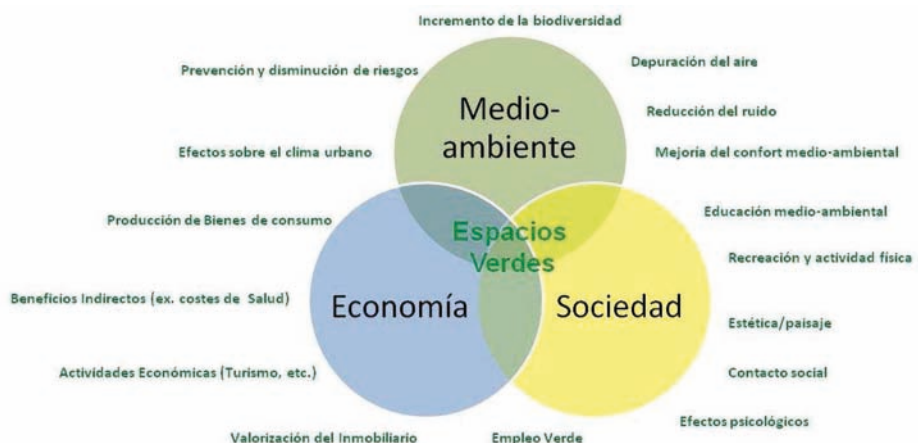 Incremento de la biodiversidad
Prevención y disminución de riesgos
Depuración del aire
Medio-
ambiente
Reducción del ruido
Efectos sobre el clima urbano
Mejoría del confort medio-ambiental
Producción de Bienes de consumo
Educación medio-ambiental
Espacios
Verdes
Recreación y actividad física
Beneficios Indirectos (ex. costes de Salud)
Economía
Sociedad
Estética/paisaje
Actividades Económicas (Turismo, etc.)
Contacto social
Efectos psicológicos
Valorización del Inmobiliario
Empleo Verde